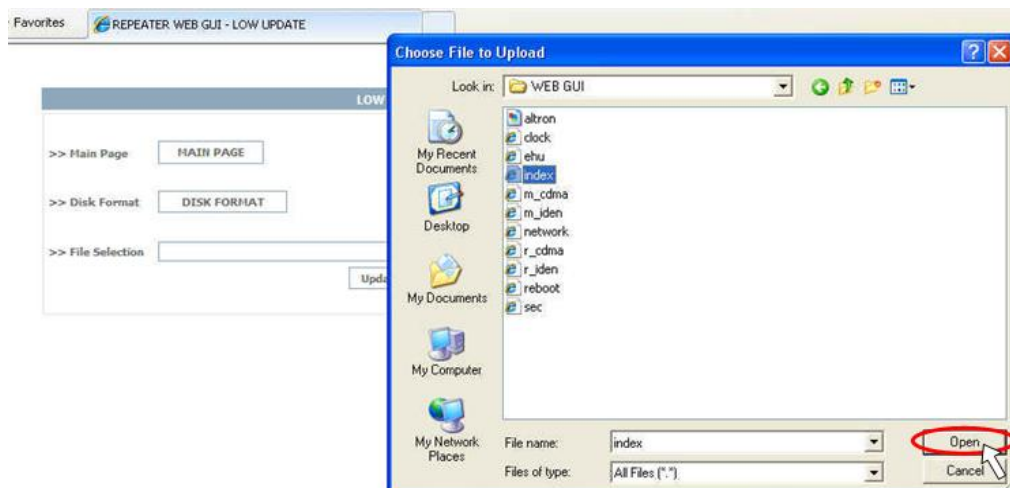 Favorites
REPEATER WEB GUI - LOW UPDATE
LOW
>> Main Page
MAIN PAGE
>> Disk Format
DISK FORMAT
>> File Selection
Choose File to Upload
Look in:
WEB GUI
My Recent
Documents
Desktop
My Documents
My Computer
My Network
Places
altron
clock
ehu
index
m_cdma
m_iden
network
r_cdma
r_iden
reboot
sec
File name:
index
Open
Files of type:
All Files (*.*)
Cancel